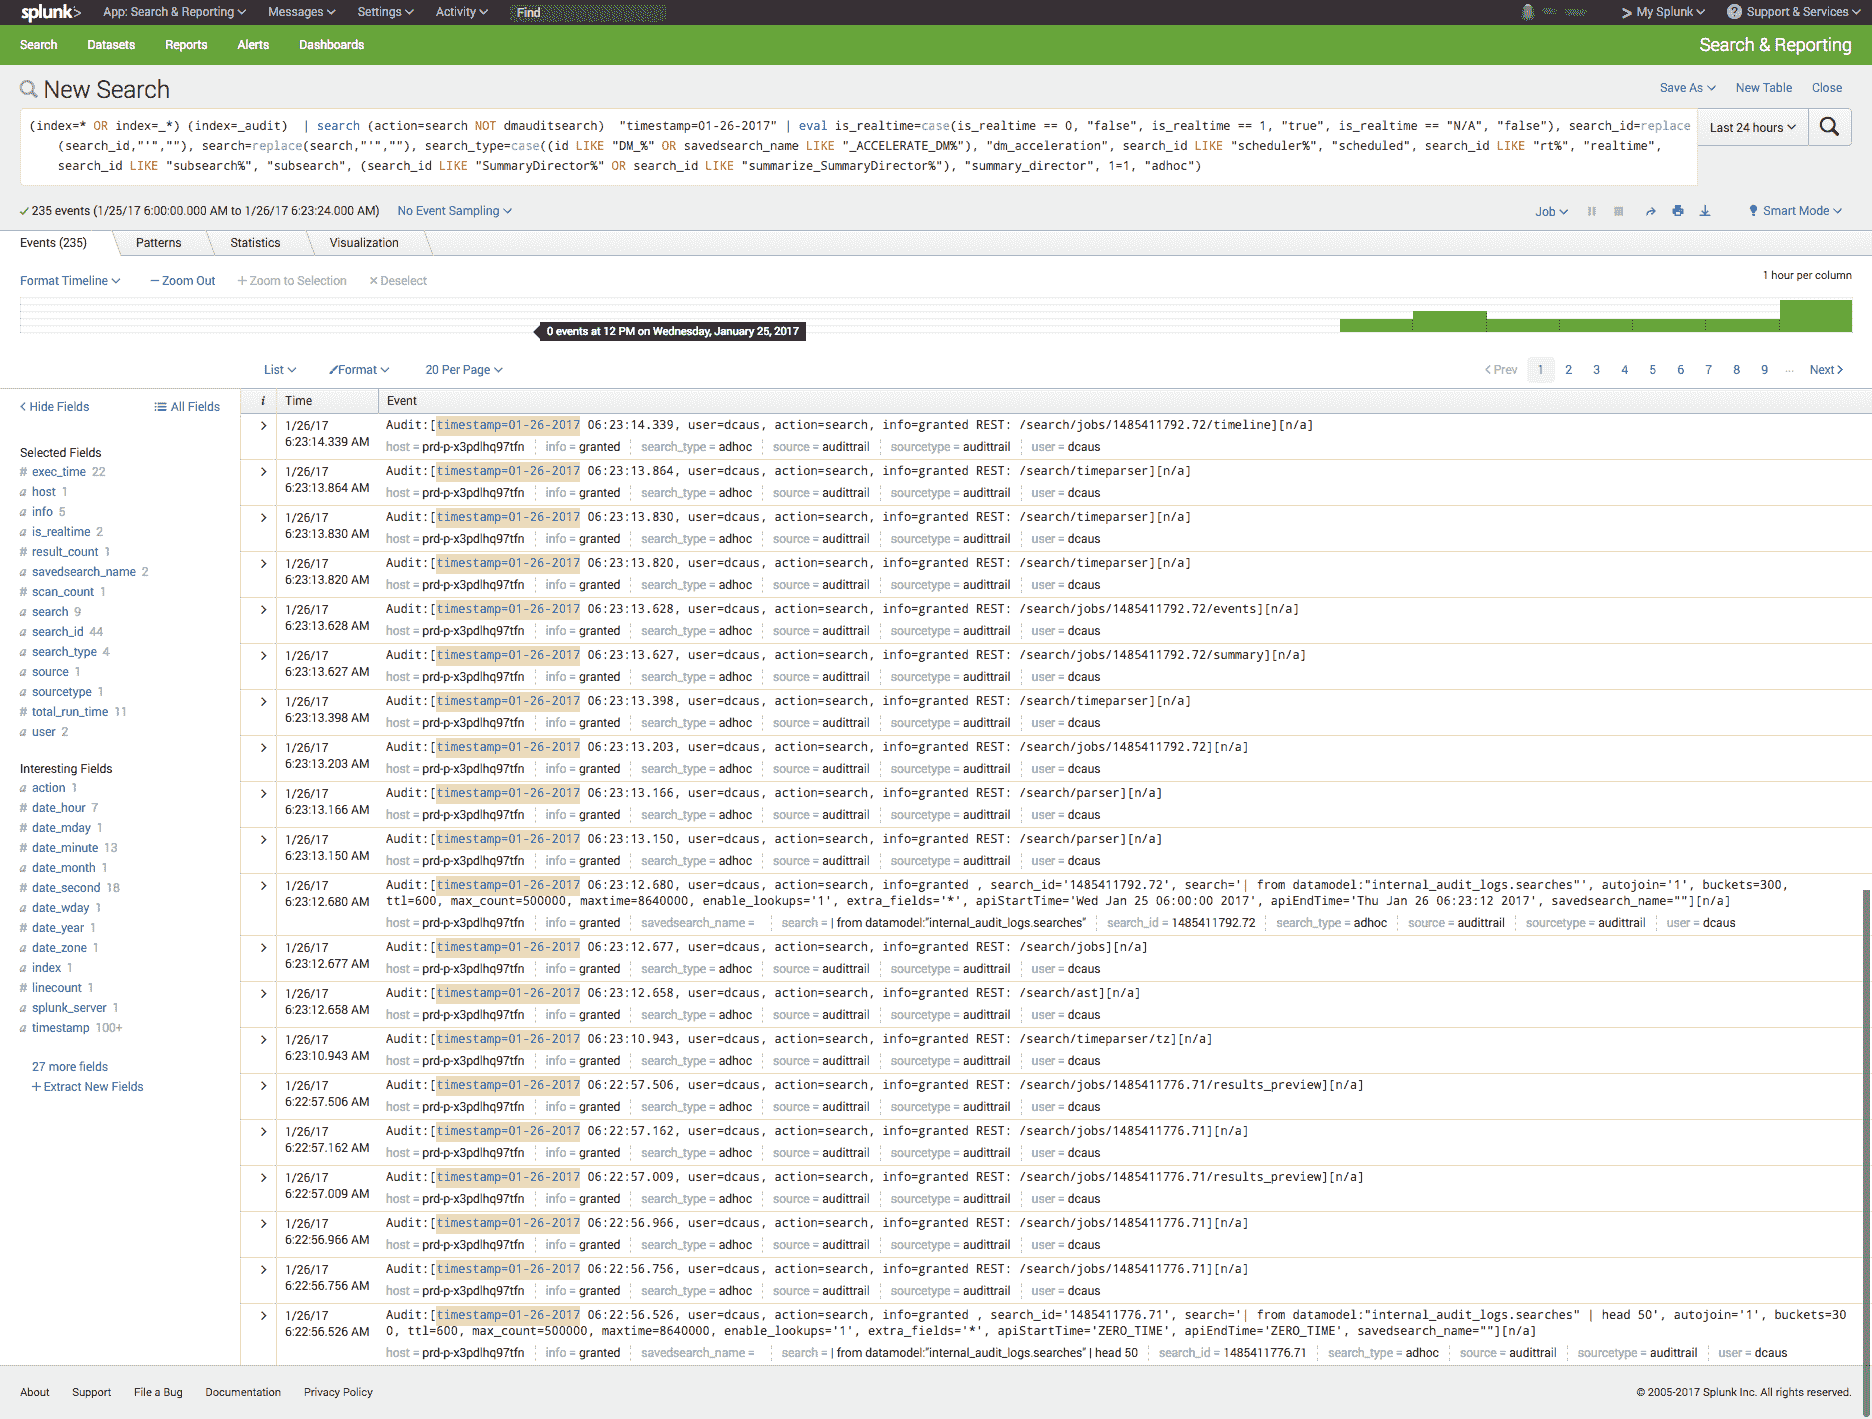 splunk> App: Search & Reporting Messages Settings Activity Find My Splunk Support & Services
Search Datasets Reports Alerts Dashboards Search & Reporting
New Search Save As New Table Close
(index=* OR index=_*) (index=_audit) | search (action=search NOT dmauditsearch) "timestamp=01-26-2017" | eval is_realtime=case(is_realtime == 0, "false", is_realtime == 1, "true", is_realtime == "N/A", "false"), search_id=replace
(search_id,"'",""), search=replace(search,"'",""), search_type=case((id LIKE "DM_%" OR savedsearch_name LIKE "_ACCELERATE_DM%"), "dm_acceleration", search_id LIKE "scheduler%", "scheduled", search_id LIKE "rt%", "realtime",
search_id LIKE "subsearch%", "subsearch", (search_id LIKE "SummaryDirector%" OR search_id LIKE "summarize_SummaryDirector%"), "summary_director", 1=1, "adhoc")
Last 24 hours
235 events (1/25/17 6:00:00.000 AM to 1/26/17 6:23:24.000 AM) No Event Sampling Job Smart Mode
Events (235) Patterns Statistics Visualization
Format Timeline — Zoom Out + Zoom to Selection × Deselect 1 hour per column
0 events at 12 PM on Wednesday, January 25, 2017
List Format 20 Per Page < Prev 1 2 3 4 5 6 7 8 9 ... Next >
< Hide Fields All Fields
Selected Fields
# exec_time 22
a host 1
a info 5
a is_realtime 2
# result_count 1
a savedsearch_name 2
# scan_count 1
a search 9
a search_id 44
a search_type 4
a source 1
a sourcetype 1
# total_run_time 11
a user 2
Interesting Fields
a action 1
# date_hour 7
# date_mday 1
# date_minute 13
a date_month 1
# date_second 18
a date_wday 1
# date_year 1
a date_zone 1
a index 1
# linecount 1
a splunk_server 1
a timestamp 100+
27 more fields
+ Extract New Fields
i Time Event
1/26/17 6:23:14.339 AM Audit:[timestamp=01-26-2017 06:23:14.339, user=dcaus, action=search, info=granted REST: /search/jobs/1485411792.72/timeline][n/a]
host = prd-p-x3pdlhq97tfn info = granted search_type = adhoc source = audittrail sourcetype = audittrail user = dcaus
1/26/17 6:23:13.864 AM Audit:[timestamp=01-26-2017 06:23:13.864, user=dcaus, action=search, info=granted REST: /search/timeparser][n/a]
host = prd-p-x3pdlhq97tfn info = granted search_type = adhoc source = audittrail sourcetype = audittrail user = dcaus
1/26/17 6:23:13.830 AM Audit:[timestamp=01-26-2017 06:23:13.830, user=dcaus, action=search, info=granted REST: /search/timeparser][n/a]
host = prd-p-x3pdlhq97tfn info = granted search_type = adhoc source = audittrail sourcetype = audittrail user = dcaus
1/26/17 6:23:13.820 AM Audit:[timestamp=01-26-2017 06:23:13.820, user=dcaus, action=search, info=granted REST: /search/timeparser][n/a]
host = prd-p-x3pdlhq97tfn info = granted search_type = adhoc source = audittrail sourcetype = audittrail user = dcaus
1/26/17 6:23:13.628 AM Audit:[timestamp=01-26-2017 06:23:13.628, user=dcaus, action=search, info=granted REST: /search/jobs/1485411792.72/events][n/a]
host = prd-p-x3pdlhq97tfn info = granted search_type = adhoc source = audittrail sourcetype = audittrail user = dcaus
1/26/17 6:23:13.627 AM Audit:[timestamp=01-26-2017 06:23:13.627, user=dcaus, action=search, info=granted REST: /search/jobs/1485411792.72/summary][n/a]
host = prd-p-x3pdlhq97tfn info = granted search_type = adhoc source = audittrail sourcetype = audittrail user = dcaus
1/26/17 6:23:13.398 AM Audit:[timestamp=01-26-2017 06:23:13.398, user=dcaus, action=search, info=granted REST: /search/timeparser][n/a]
host = prd-p-x3pdlhq97tfn info = granted search_type = adhoc source = audittrail sourcetype = audittrail user = dcaus
1/26/17 6:23:13.203 AM Audit:[timestamp=01-26-2017 06:23:13.203, user=dcaus, action=search, info=granted REST: /search/jobs/1485411792.72][n/a]
host = prd-p-x3pdlhq97tfn info = granted search_type = adhoc source = audittrail sourcetype = audittrail user = dcaus
1/26/17 6:23:13.166 AM Audit:[timestamp=01-26-2017 06:23:13.166, user=dcaus, action=search, info=granted REST: /search/parser][n/a]
host = prd-p-x3pdlhq97tfn info = granted search_type = adhoc source = audittrail sourcetype = audittrail user = dcaus
1/26/17 6:23:13.150 AM Audit:[timestamp=01-26-2017 06:23:13.150, user=dcaus, action=search, info=granted REST: /search/parser][n/a]
host = prd-p-x3pdlhq97tfn info = granted search_type = adhoc source = audittrail sourcetype = audittrail user = dcaus
1/26/17 6:23:12.680 AM Audit:[timestamp=01-26-2017 06:23:12.680, user=dcaus, action=search, info=granted , search_id='1485411792.72', search='| from datamodel:"internal_audit_logs.searches"', autojoin='1', buckets=300,
ttl=600, max_count=500000, maxtime=8640000, enable_lookups='1', extra_fields='*', apiStartTime='Wed Jan 25 06:00:00 2017', apiEndTime='Thu Jan 26 06:23:12 2017', savedsearch_name=""][n/a]
host = prd-p-x3pdlhq97tfn info = granted savedsearch_name = search = | from datamodel:"internal_audit_logs.searches" search_id = 1485411792.72 search_type = adhoc source = audittrail sourcetype = audittrail user = dcaus
1/26/17 6:23:12.677 AM Audit:[timestamp=01-26-2017 06:23:12.677, user=dcaus, action=search, info=granted REST: /search/jobs][n/a]
host = prd-p-x3pdlhq97tfn info = granted search_type = adhoc source = audittrail sourcetype = audittrail user = dcaus
1/26/17 6:23:12.658 AM Audit:[timestamp=01-26-2017 06:23:12.658, user=dcaus, action=search, info=granted REST: /search/ast][n/a]
host = prd-p-x3pdlhq97tfn info = granted search_type = adhoc source = audittrail sourcetype = audittrail user = dcaus
1/26/17 6:23:10.943 AM Audit:[timestamp=01-26-2017 06:23:10.943, user=dcaus, action=search, info=granted REST: /search/timeparser/tz][n/a]
host = prd-p-x3pdlhq97tfn info = granted search_type = adhoc source = audittrail sourcetype = audittrail user = dcaus
1/26/17 6:22:57.506 AM Audit:[timestamp=01-26-2017 06:22:57.506, user=dcaus, action=search, info=granted REST: /search/jobs/1485411776.71/results_preview][n/a]
host = prd-p-x3pdlhq97tfn info = granted search_type = adhoc source = audittrail sourcetype = audittrail user = dcaus
1/26/17 6:22:57.162 AM Audit:[timestamp=01-26-2017 06:22:57.162, user=dcaus, action=search, info=granted REST: /search/jobs/1485411776.71][n/a]
host = prd-p-x3pdlhq97tfn info = granted search_type = adhoc source = audittrail sourcetype = audittrail user = dcaus
1/26/17 6:22:57.009 AM Audit:[timestamp=01-26-2017 06:22:57.009, user=dcaus, action=search, info=granted REST: /search/jobs/1485411776.71/results_preview][n/a]
host = prd-p-x3pdlhq97tfn info = granted search_type = adhoc source = audittrail sourcetype = audittrail user = dcaus
1/26/17 6:22:56.966 AM Audit:[timestamp=01-26-2017 06:22:56.966, user=dcaus, action=search, info=granted REST: /search/jobs/1485411776.71][n/a]
host = prd-p-x3pdlhq97tfn info = granted search_type = adhoc source = audittrail sourcetype = audittrail user = dcaus
1/26/17 6:22:56.756 AM Audit:[timestamp=01-26-2017 06:22:56.756, user=dcaus, action=search, info=granted REST: /search/jobs/1485411776.71][n/a]
host = prd-p-x3pdlhq97tfn info = granted search_type = adhoc source = audittrail sourcetype = audittrail user = dcaus
1/26/17 6:22:56.526 AM Audit:[timestamp=01-26-2017 06:22:56.526, user=dcaus, action=search, info=granted , search_id='1485411776.71', search='| from datamodel:"internal_audit_logs.searches" | head 50', autojoin='1', buckets=30
0, ttl=600, max_count=500000, maxtime=8640000, enable_lookups='1', extra_fields='*', apiStartTime='ZERO_TIME', apiEndTime='ZERO_TIME', savedsearch_name=""][n/a]
host = prd-p-x3pdlhq97tfn info = granted savedsearch_name = search = | from datamodel:"internal_audit_logs.searches" | head 50 search_id = 1485411776.71 search_type = adhoc source = audittrail sourcetype = audittrail user = dcaus
About Support File a Bug Documentation Privacy Policy © 2005-2017 Splunk Inc. All rights reserved.